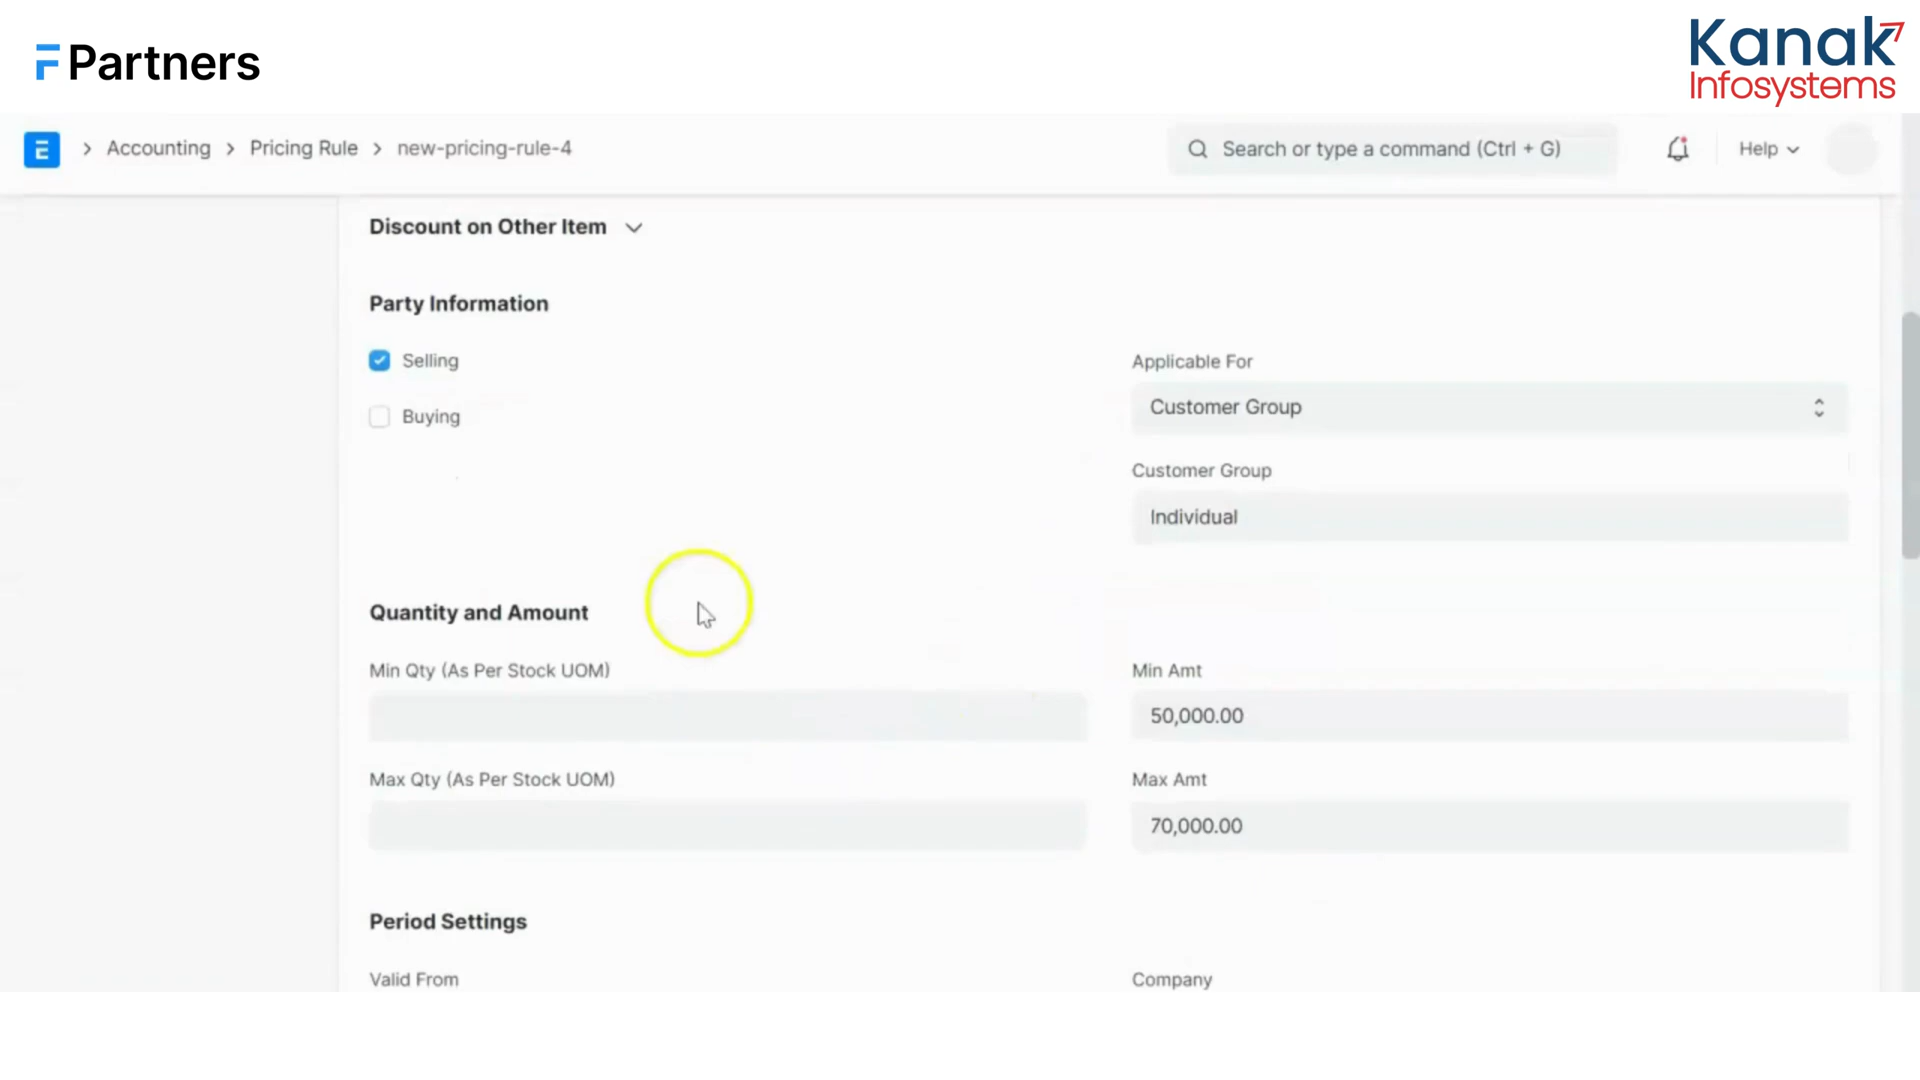 Partners
Kanak
Infosystems
E
Accounting > Pricing Rule > new-pricing-rule-4
Search or type a command (Ctrl + G)
Help
Discount on Other Item
Party Information
Selling
Buying
Applicable For
Customer Group
Customer Group
Individual
Quantity and Amount
Min Qty (As Per Stock UOM)
Min Amt
50,000.00
Max Qty (As Per Stock UOM)
Max Amt
70,000.00
Period Settings
Valid From
Company